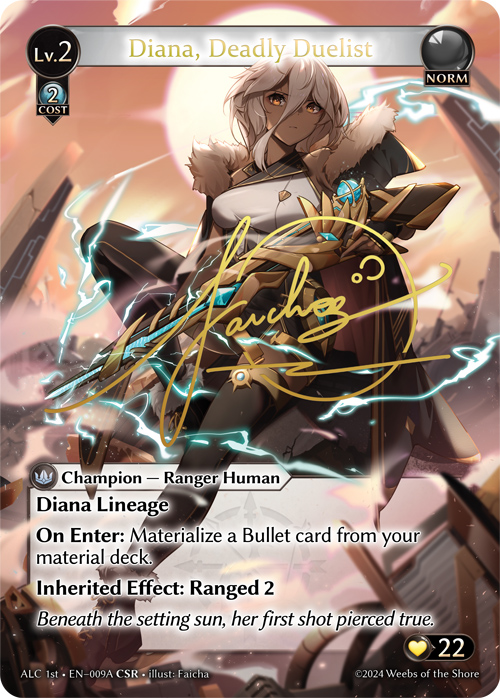 Lv.2
Diana, Deadly Duelist
NORM
2
COST
Champion — Ranger Human
Diana Lineage
On Enter: Materialize a Bullet card from your
material deck.
Inherited Effect: Ranged 2
Beneath the setting sun, her first shot pierced true.
22
ALC 1st • EN-009A CSR • illust: Faicha
©2024 Weebs of the Shore